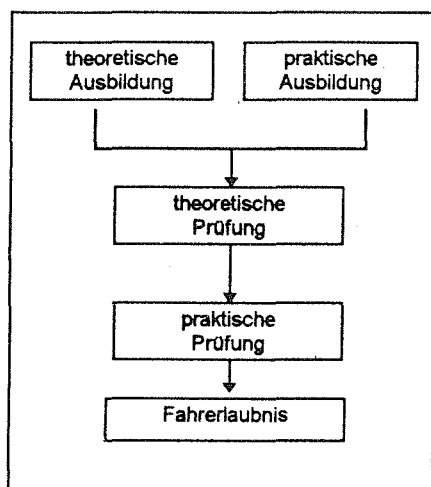 theoretische
Ausbildung
praktische
Ausbildung
theoretische
Prüfung
praktische
Prüfung
Fahrerlaubnis